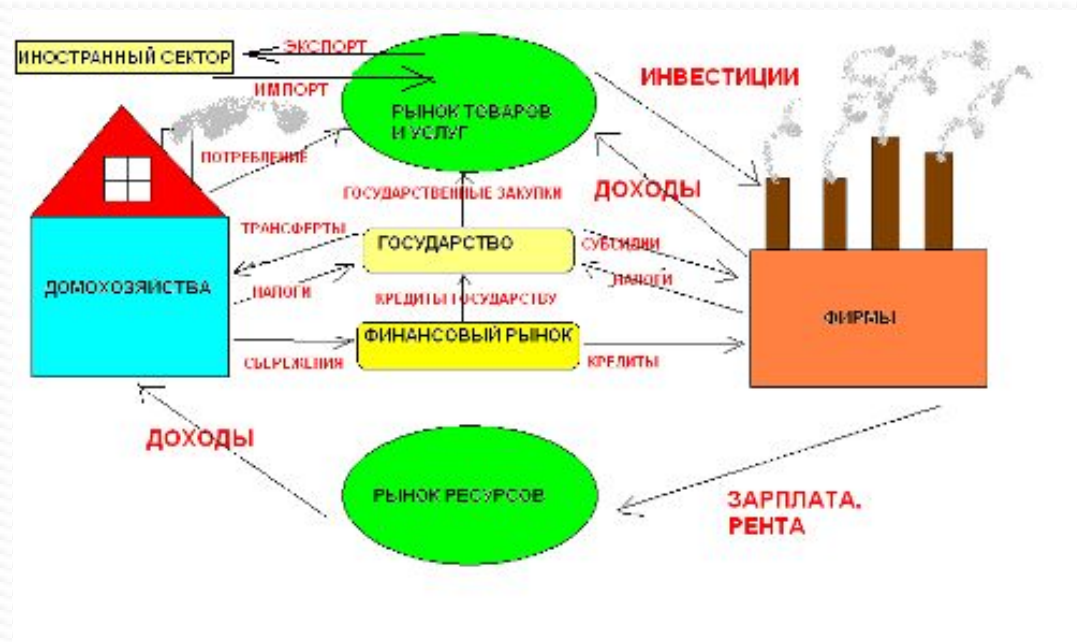 ЭКСПОРТ
ИНОСТРАННЫЙ СЕКТОР
ИМПОРТ
ИНВЕСТИЦИИ
РЫНОК ТОВАРОВ
И УСЛУГ
ПОТРЕБЛЕНИЕ
ГОСУДАРСТВЕННЫЕ ЗАКУПКИ
ДОХОДЫ
ТРАНСФЕРТЫ
ГОСУДАРСТВО
СУБСИДИИ
ДОМОХОЗЯЙСТВА
НАЛОГИ
КРЕДИТЫ ГОСУДАРСТВУ
НАЛОГИ
ФИРМЫ
ФИНАНСОВЫЙ РЫНОК
СБЕРЕЖЕНИЯ
КРЕДИТЫ
ДОХОДЫ
РЫНОК РЕСУРСОВ
ЗАРПЛАТА,
РЕНТА